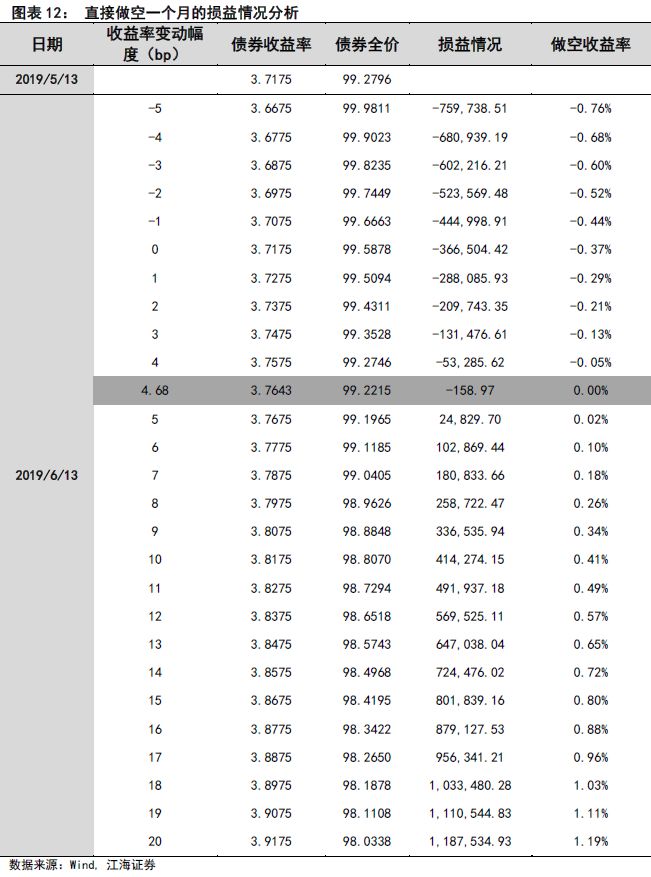 图表 12： 直接做空一个月的损益情况分析
日期 收益率变动幅度（bp） 债券收益率 债券全价 损益情况 做空收益率
2019/5/13 3.7175 99.2796
-5 3.6675 99.9811 -759,738.51 -0.76%
-4 3.6775 99.9023 -680,939.19 -0.68%
-3 3.6875 99.8235 -602,216.21 -0.60%
-2 3.6975 99.7449 -523,569.48 -0.52%
-1 3.7075 99.6663 -444,998.91 -0.44%
0 3.7175 99.5878 -366,504.42 -0.37%
1 3.7275 99.5094 -288,085.93 -0.29%
2 3.7375 99.4311 -209,743.35 -0.21%
3 3.7475 99.3528 -131,476.61 -0.13%
4 3.7575 99.2746 -53,285.62 -0.05%
4.68 3.7643 99.2215 -158.97 0.00%
5 3.7675 99.1965 24,829.70 0.02%
6 3.7775 99.1185 102,869.44 0.10%
2019/6/13 7 3.7875 99.0405 180,833.66 0.18%
8 3.7975 98.9626 258,722.47 0.26%
9 3.8075 98.8848 336,535.94 0.34%
10 3.8175 98.8070 414,274.15 0.41%
11 3.8275 98.7294 491,937.18 0.49%
12 3.8375 98.6518 569,525.11 0.57%
13 3.8475 98.5743 647,038.04 0.65%
14 3.8575 98.4968 724,476.02 0.72%
15 3.8675 98.4195 801,839.16 0.80%
16 3.8775 98.3422 879,127.53 0.88%
17 3.8875 98.2650 956,341.21 0.96%
18 3.8975 98.1878 1,033,480.28 1.03%
19 3.9075 98.1108 1,110,544.83 1.11%
20 3.9175 98.0338 1,187,534.93 1.19%
数据来源：Wind, 江海证券